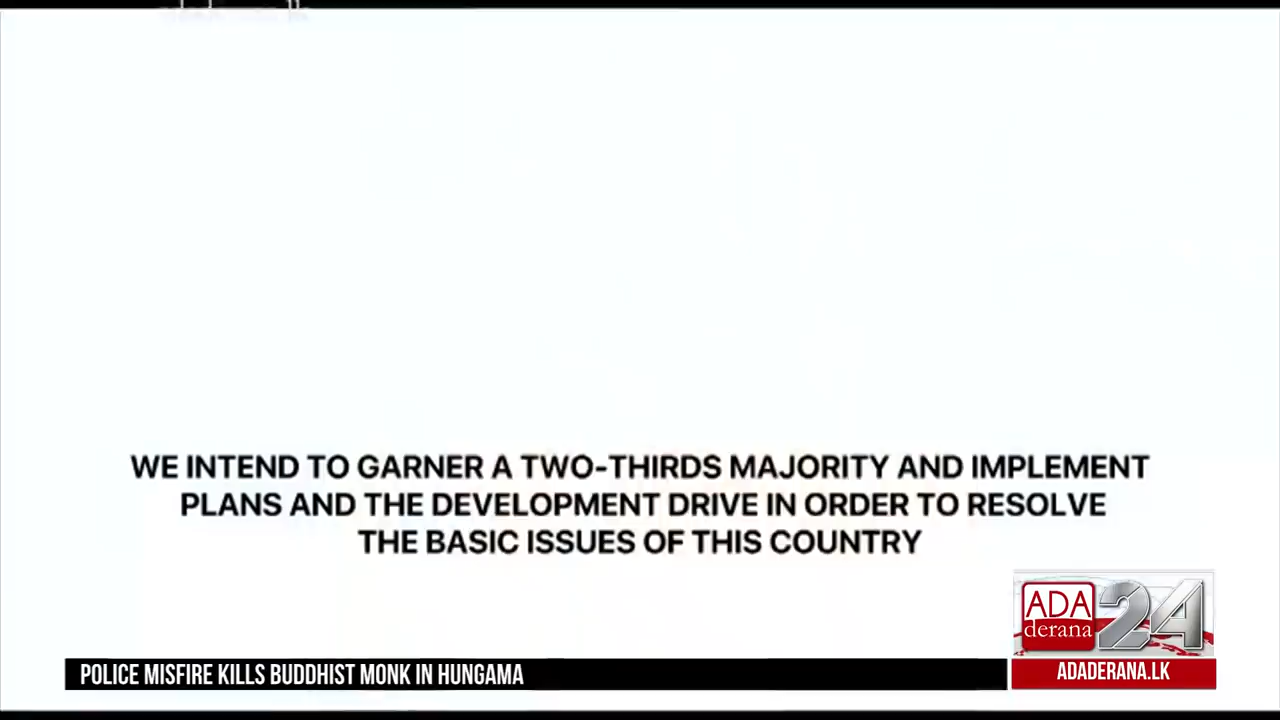 WE INTEND TO GARNER A TWO-THIRDS MAJORITY AND IMPLEMENT
PLANS AND THE DEVELOPMENT DRIVE IN ORDER TO RESOLVE
THE BASIC ISSUES OF THIS COUNTRY
ADA
derana
24
POLICE MISFIRE KILLS BUDDHIST MONK IN HUNGAMA
ADADERANA.LK